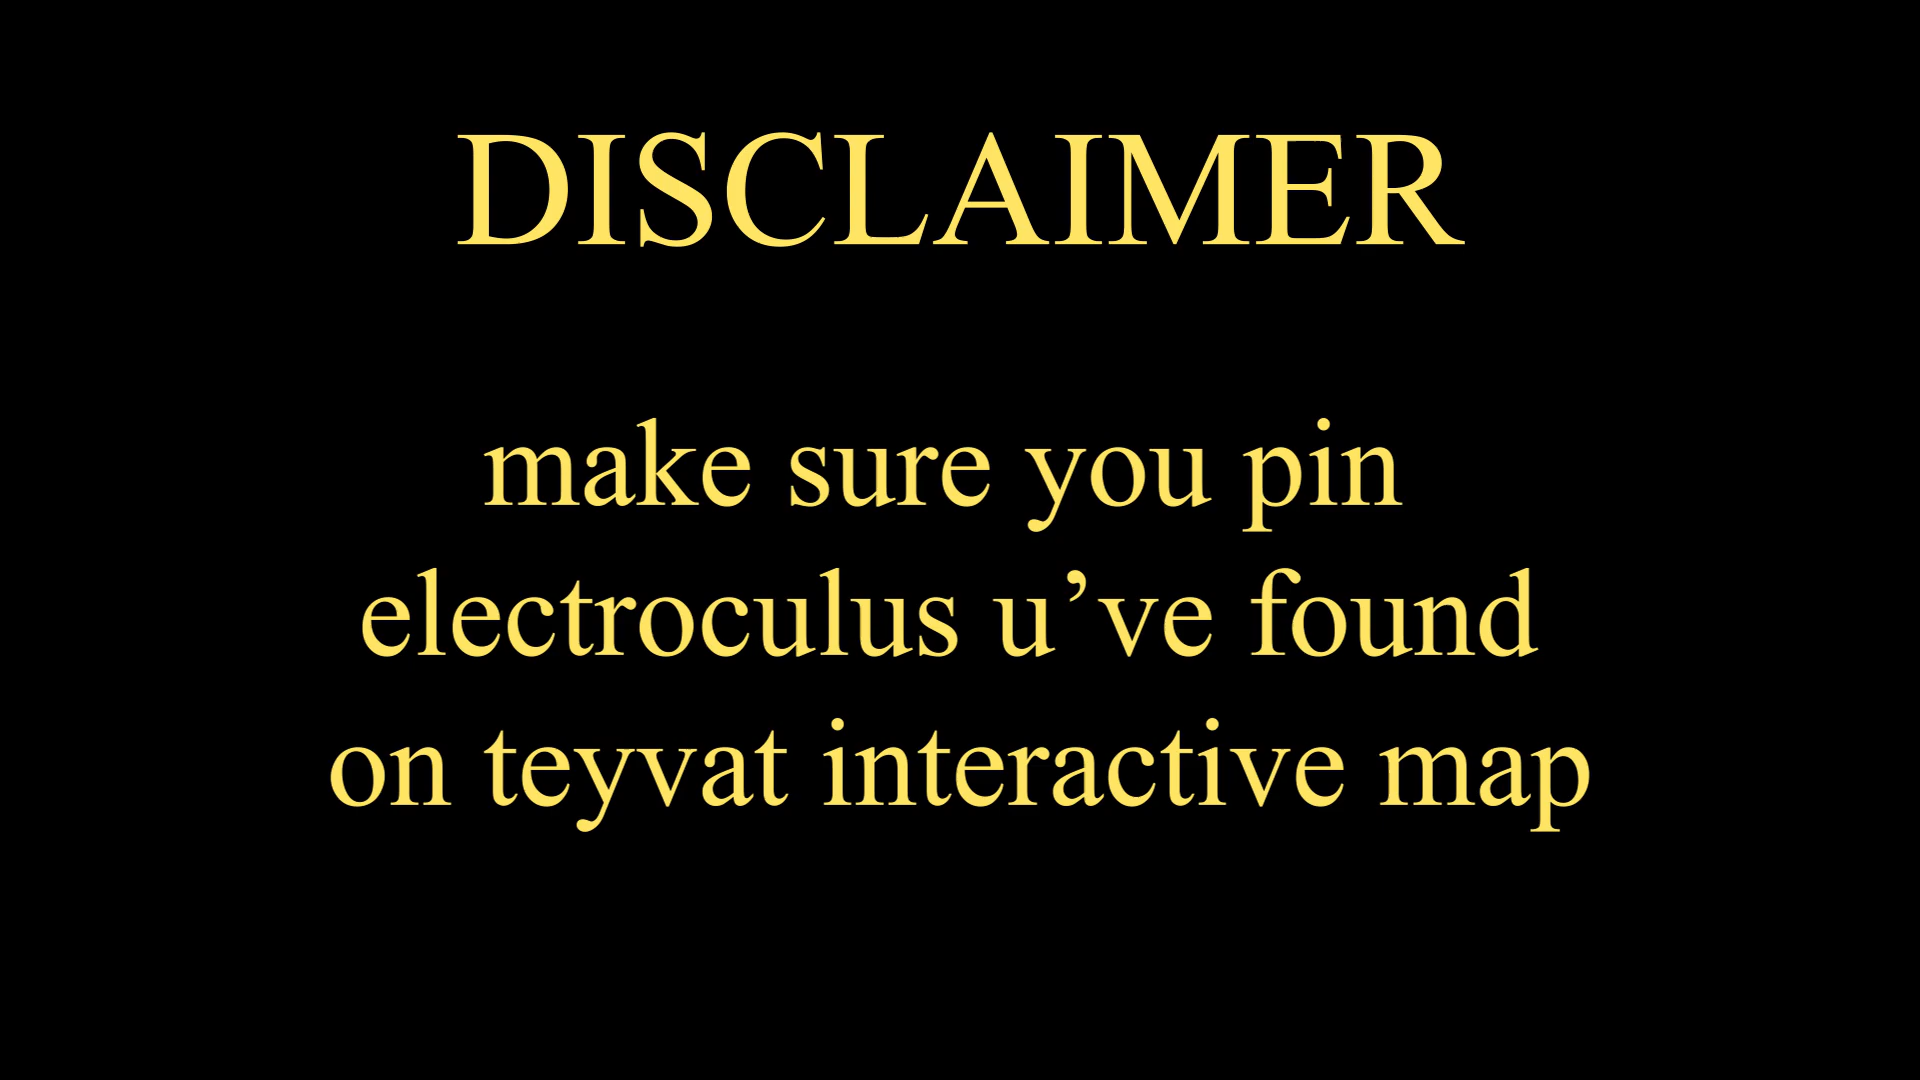 DISCLAIMER
make sure you pin
electroculus u’ve found
on teyvat interactive map